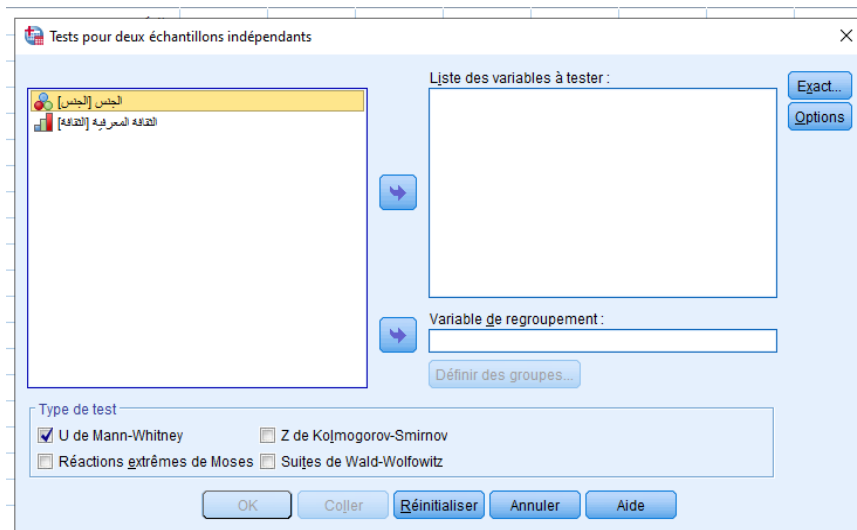 Tests pour deux échantillons indépendants
الجنس [الجنس]
الثقافة المعرفية [الثقافة]
Liste des variables à tester :
Exact...
Options
Variable de regroupement :
Définir des groupes...
Type de test
U de Mann-Whitney
Z de Kolmogorov-Smirnov
Réactions extrêmes de Moses
Suites de Wald-Wolfowitz
OK
Coller
Réinitialiser
Annuler
Aide